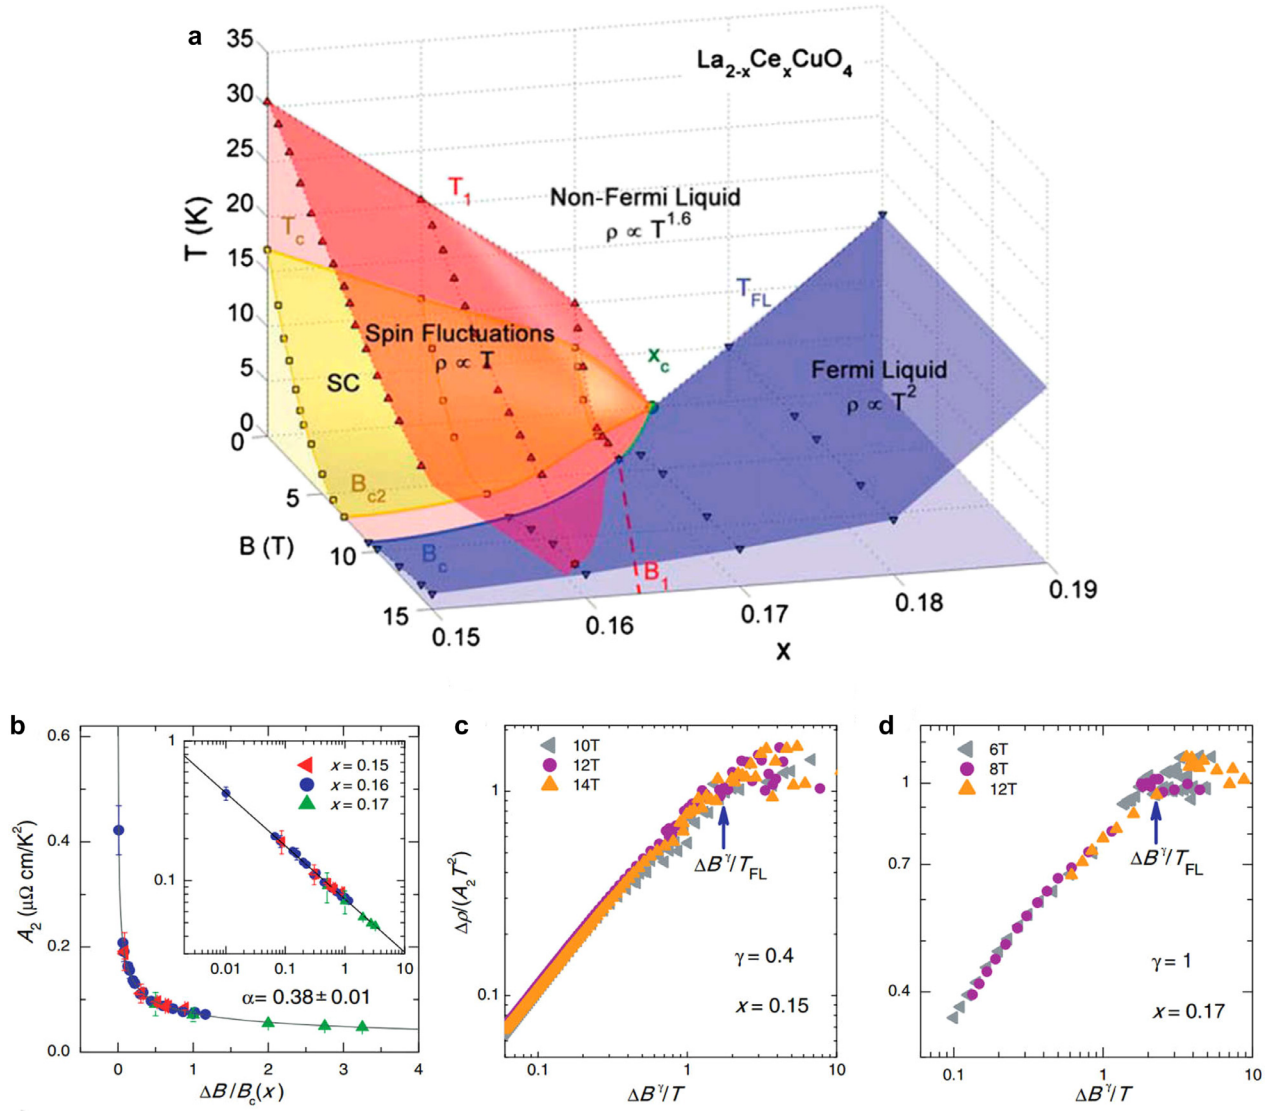 a
La2-xCexCuO4
35
30
25
20
15
10
5
0
T (K)
T1
Non-Fermi Liquid
ρ ∝ T1.6
Tc
TFL
Spin Fluctuations
ρ ∝ T
xc
SC
Fermi Liquid
ρ ∝ T2
0
5
10
15
B (T)
Bc2
Bc
B1
0.15
0.16
0.17
0.18
0.19
x
b
0.6
0.4
0.2
0.0
A2 (μΩ cm/K2)
1
0.1
x = 0.15
x = 0.16
x = 0.17
0.01
0.1
1
10
α= 0.38 ± 0.01
0
1
2
3
4
ΔB/Bc(x)
c
10T
12T
14T
1
0.1
Δρ/(A2T2)
ΔBγ/TFL
γ = 0.4
x = 0.15
0.1
1
10
ΔBγ/T
d
6T
8T
12T
1
0.7
0.4
ΔBγ/TFL
γ = 1
x = 0.17
0.1
1
10
ΔBγ/T